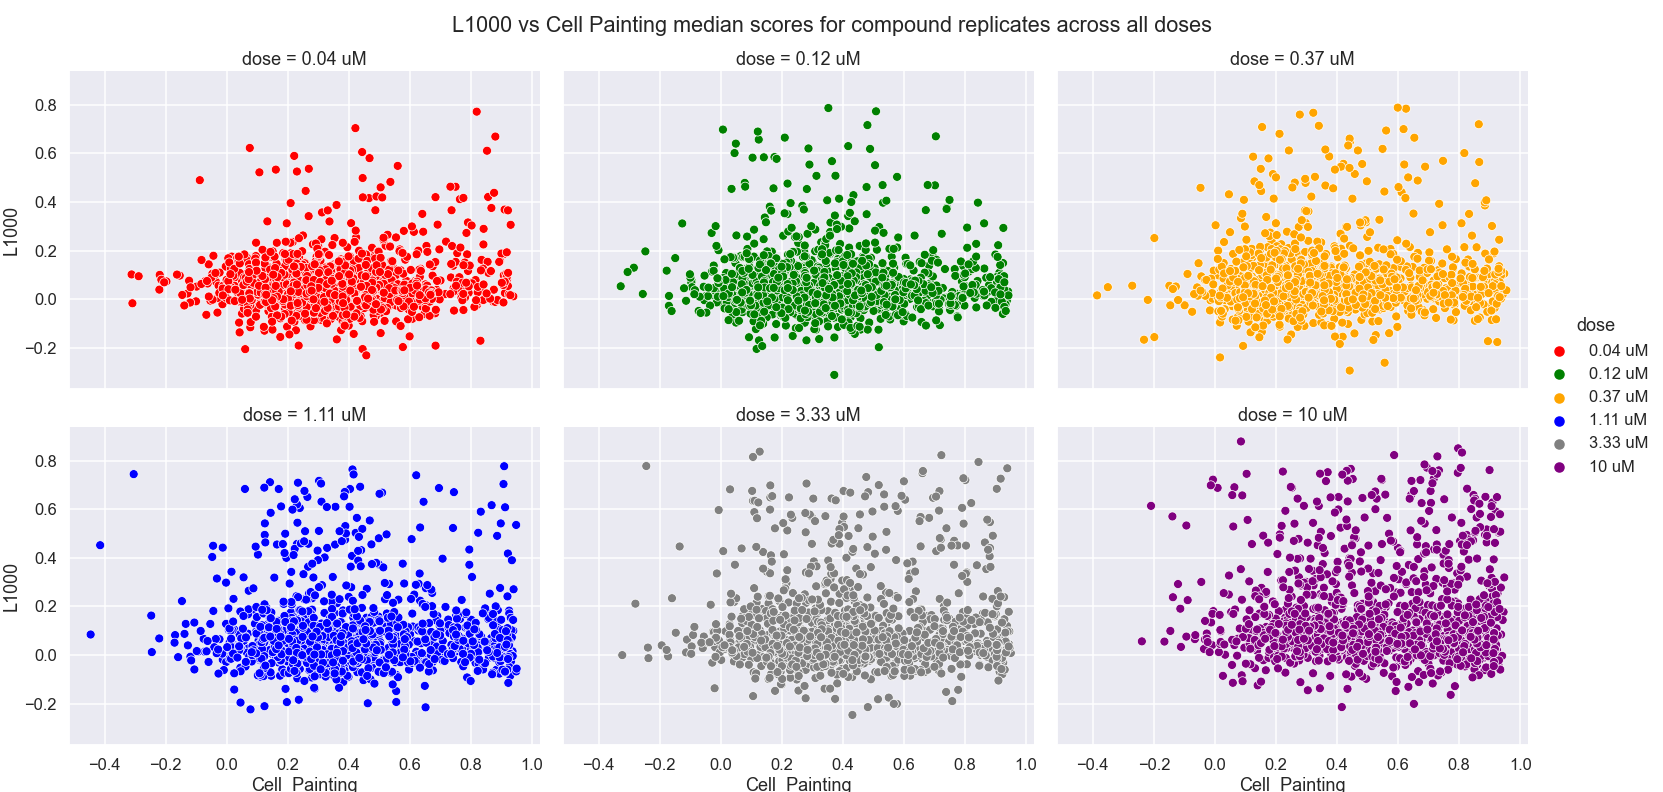 L1000 vs Cell Painting median scores for compound replicates across all doses
dose = 0.04 uM
dose = 0.12 uM
dose = 0.37 uM
0.8
0.6
0.4
0.2
0.0
−0.2
L1000
dose = 1.11 uM
dose = 3.33 uM
dose = 10 uM
0.8
0.6
0.4
0.2
0.0
−0.2
L1000
−0.4 −0.2 0.0 0.2 0.4 0.6 0.8 1.0
−0.4 −0.2 0.0 0.2 0.4 0.6 0.8 1.0
−0.4 −0.2 0.0 0.2 0.4 0.6 0.8 1.0
Cell_Painting
Cell_Painting
Cell_Painting
dose
0.04 uM
0.12 uM
0.37 uM
1.11 uM
3.33 uM
10 uM